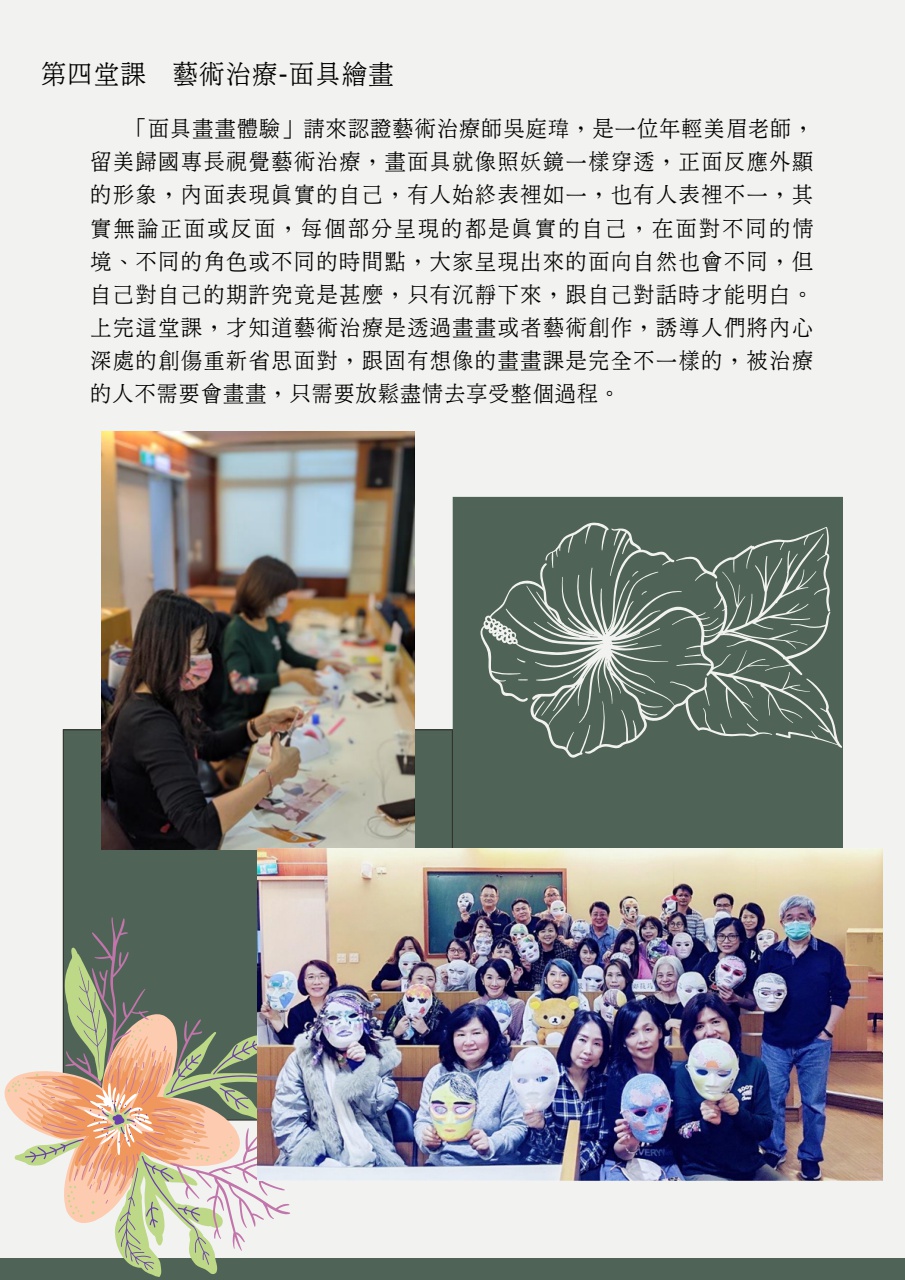 第四堂課　藝術治療-面具繪畫
「面具畫畫體驗」請來認證藝術治療師吳庭瑋，是一位年輕美眉老師，
留美歸國專長視覺藝術治療，畫面具就像照妖鏡一樣穿透，正面反應外顯
的形象，內面表現真實的自己，有人始終表裡如一，也有人表裡不一，其
實無論正面或反面，每個部分呈現的都是真實的自己，在面對不同的情
境、不同的角色或不同的時間點，大家呈現出來的面向自然也會不同，但
自己對自己的期許究竟是甚麼，只有沉靜下來，跟自己對話時才能明白。
上完這堂課，才知道藝術治療是透過畫畫或者藝術創作，誘導人們將內心
深處的創傷重新省思面對，跟固有想像的畫畫課是完全不一樣的，被治療
的人不需要會畫畫，只需要放鬆盡情去享受整個過程。